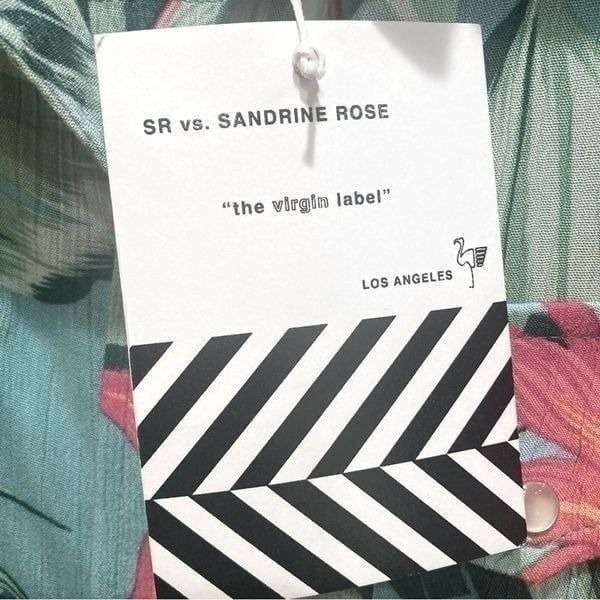 SR vs. SANDRINE ROSE
“the virgin label”
LOS ANGELES